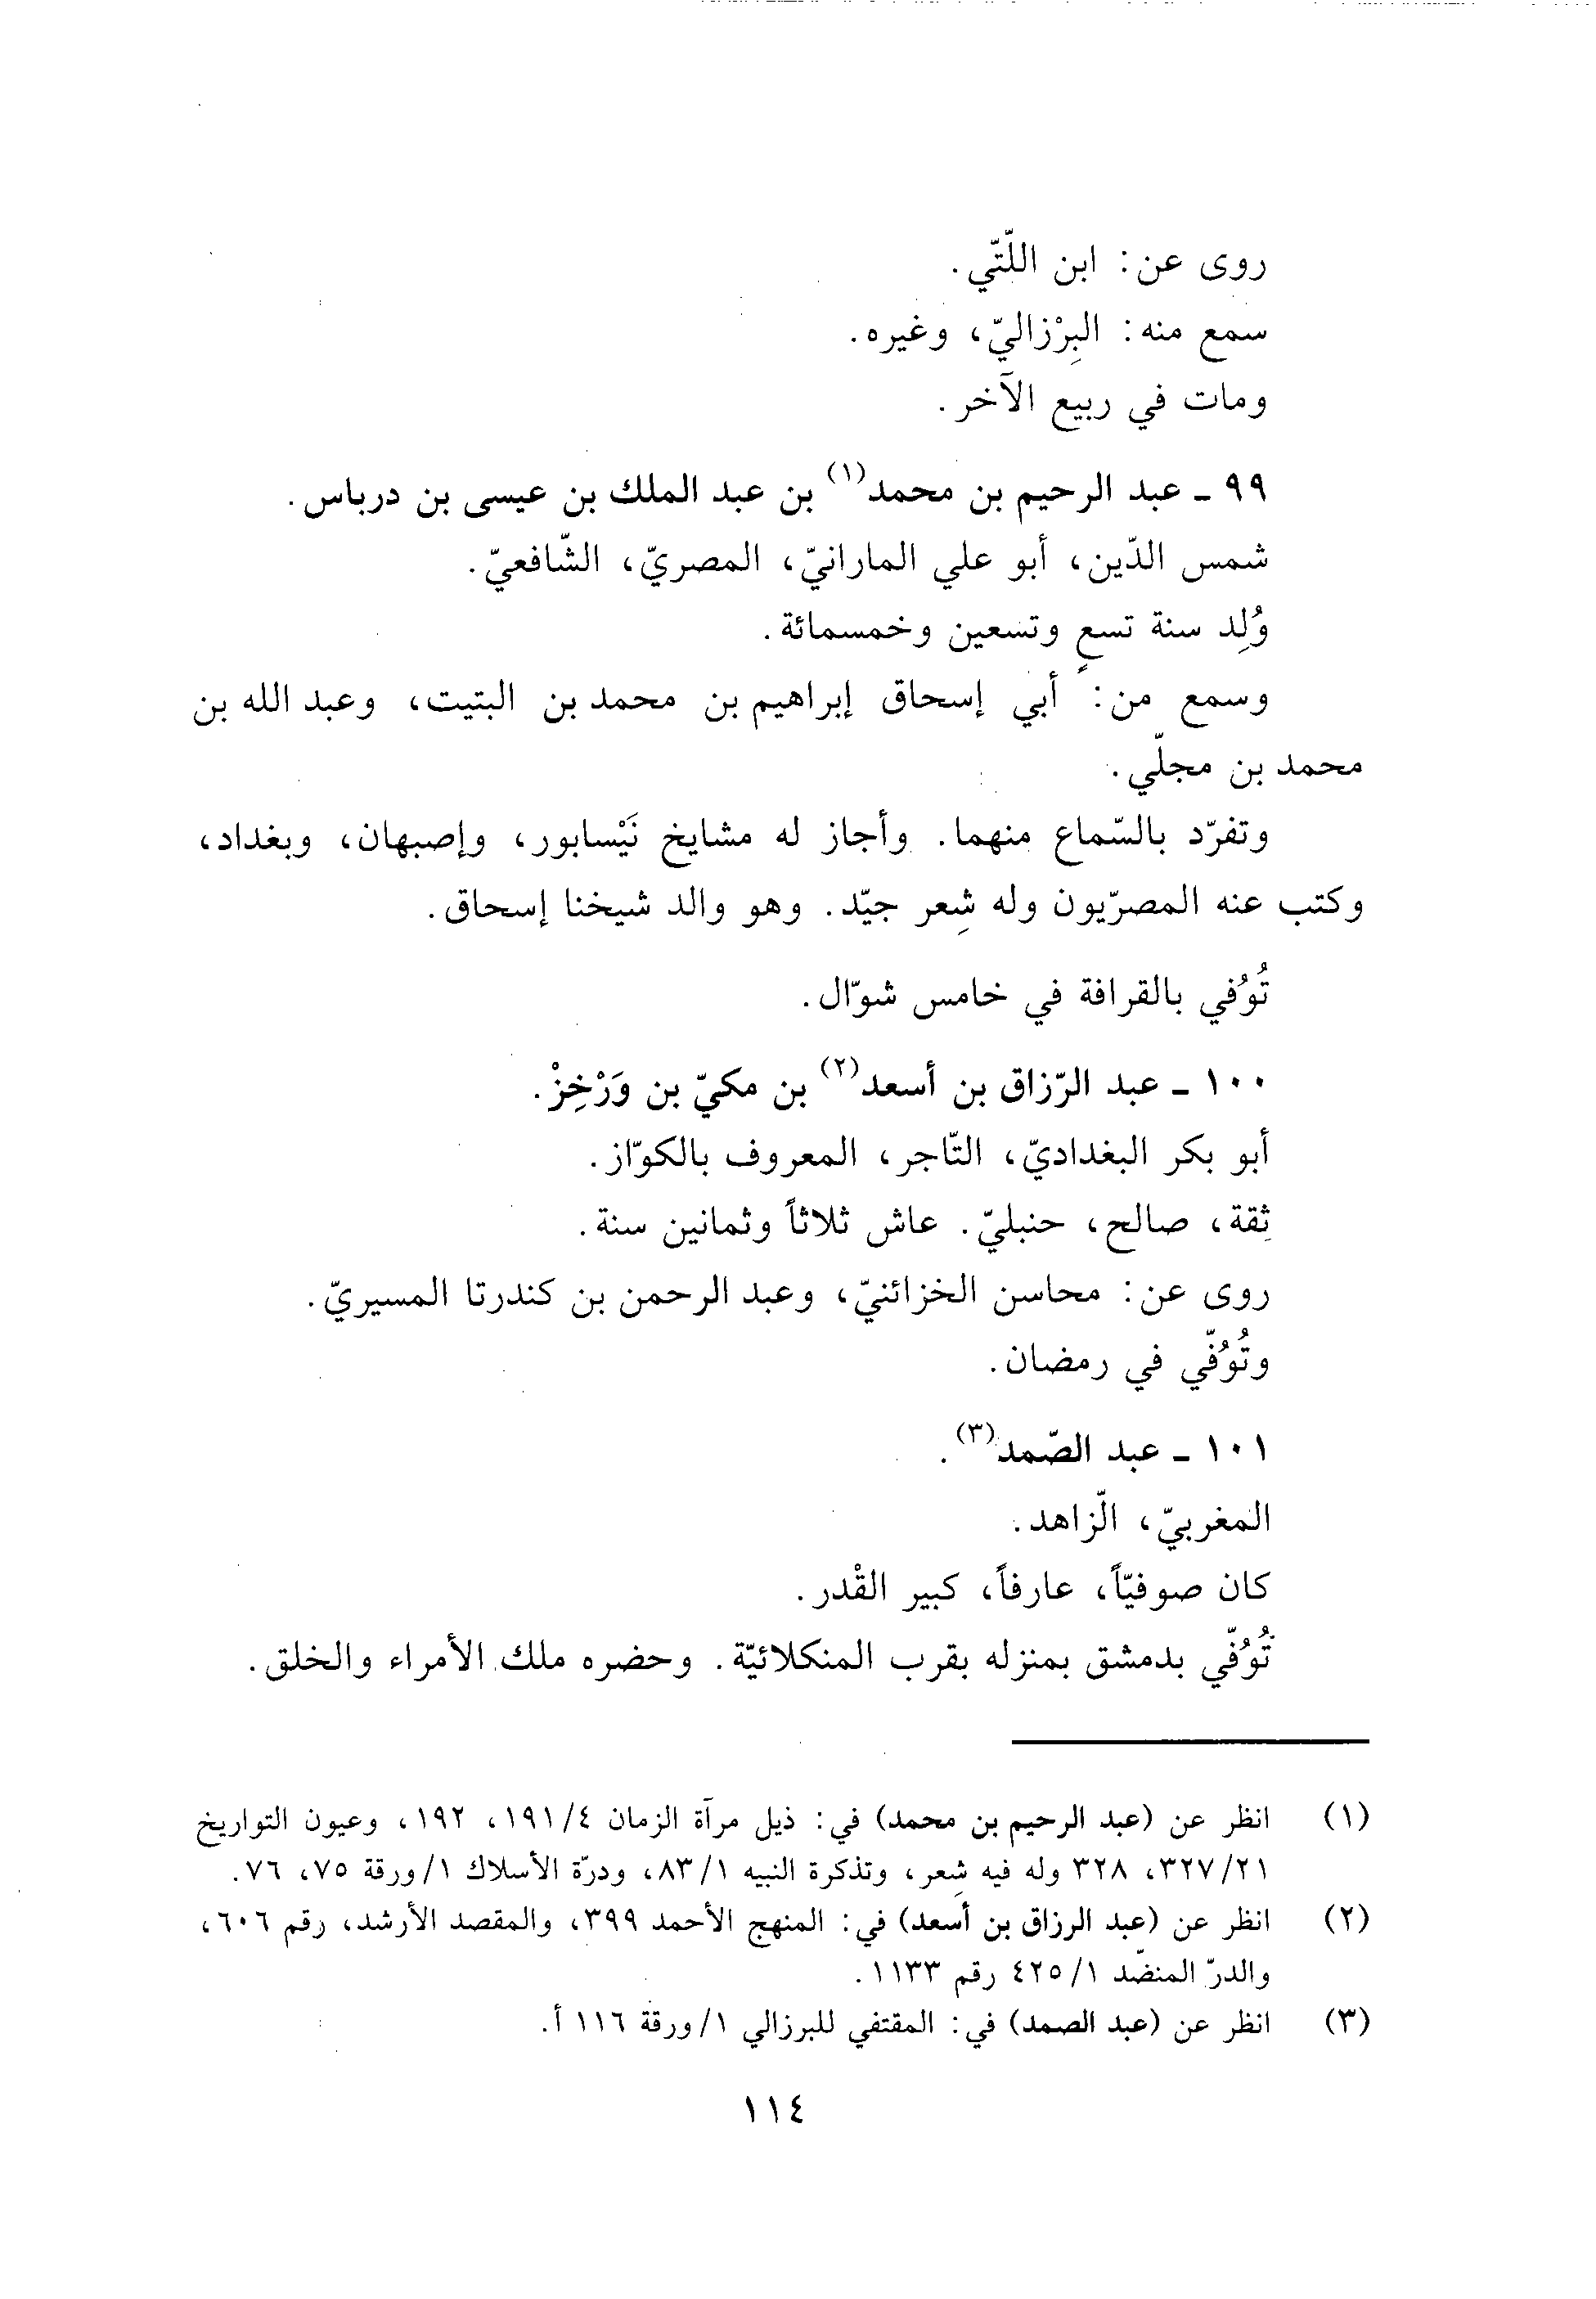 روى عن: ابن اللّتّي.
سمع منه: البِرْزاليّ، وغيره.
ومات في ربيع الآخر.
٩٩ ـ عبد الرحيم بن محمد(١) بن عبد الملك بن عيسى بن درباس.
شمس الدّين، أبو علي المارانيّ، المصريّ، الشّافعيّ.
وُلِد سنة تسعٍ وتسعين وخمسمائة.
وسمع من: أبي إسحاق إبراهيم بن محمد بن البتيت، وعبد الله بن
محمد بن مجلّي.
وتفرّد بالسّماع منهما. وأجاز له مشايخ نَيْسابور، وإصبهان، وبغداد،
وكتب عنه المصرّيون وله شِعر جيّد. وهو والد شيخنا إسحاق.
تُوُفي بالقرافة في خامس شوّال.
١٠٠ ـ عبد الرّزاق بن أسعد(٢) بن مكيّ بن وَرْخِزْ.
أبو بكر البغداديّ، التّاجر، المعروف بالكوّاز.
ثِقة، صالح، حنبليّ. عاش ثلاثاً وثمانين سنة.
روى عن: محاسن الخزائنيّ، وعبد الرحمن بن كندرتا المسيريّ.
وتُوُفّي في رمضان.
١٠١ ـ عبد الصّمد(٣).
المغربيّ، الّزاهد.
كان صوفيّاً، عارفاً، كبير القْدر.
تُوُفّي بدمشق بمنزله بقرب المنكلائيّة. وحضره ملك الأمراء والخلق.
(١) انظر عن (عبد الرحيم بن محمد) في: ذيل مرآة الزمان ٤/١٩١، ١٩٢، وعيون التواريخ
٢١/٣٢٧، ٣٢٨ وله فيه شِعر، وتذكرة النبيه ١/٨٣، ودرّة الأسلاك ١/ورقة ٧٥، ٧٦.
(٢) انظر عن (عبد الرزاق بن أسعد) في: المنهج الأحمد ٣٩٩، والمقصد الأرشد، رقم ٦٠٦،
والدرّ المنضّد ١/٤٢٥ رقم ١١٣٣.
(٣) انظر عن (عبد الصمد) في: المقتفي للبرزالي ١/ورقة ١١٦ أ.
١١٤